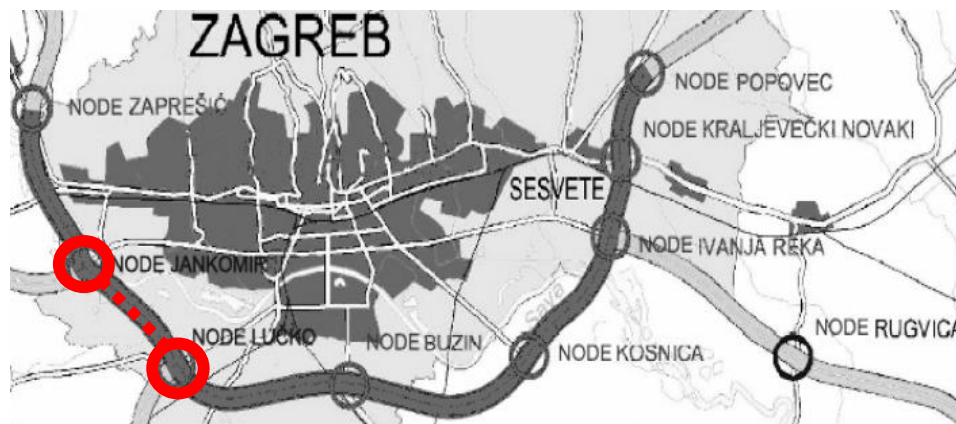 ZAGREB
NODE POPOVEC
NODE ZAPREŠIĆ
NODE KRALJEVEČKI NOVAKI
SESVETE
NODE IVANJA REKA
NODE JANKOMIR
Sava
NODE LUČKO
NODE BUZIN
NODE KOSNICA
NODE RUGVICA